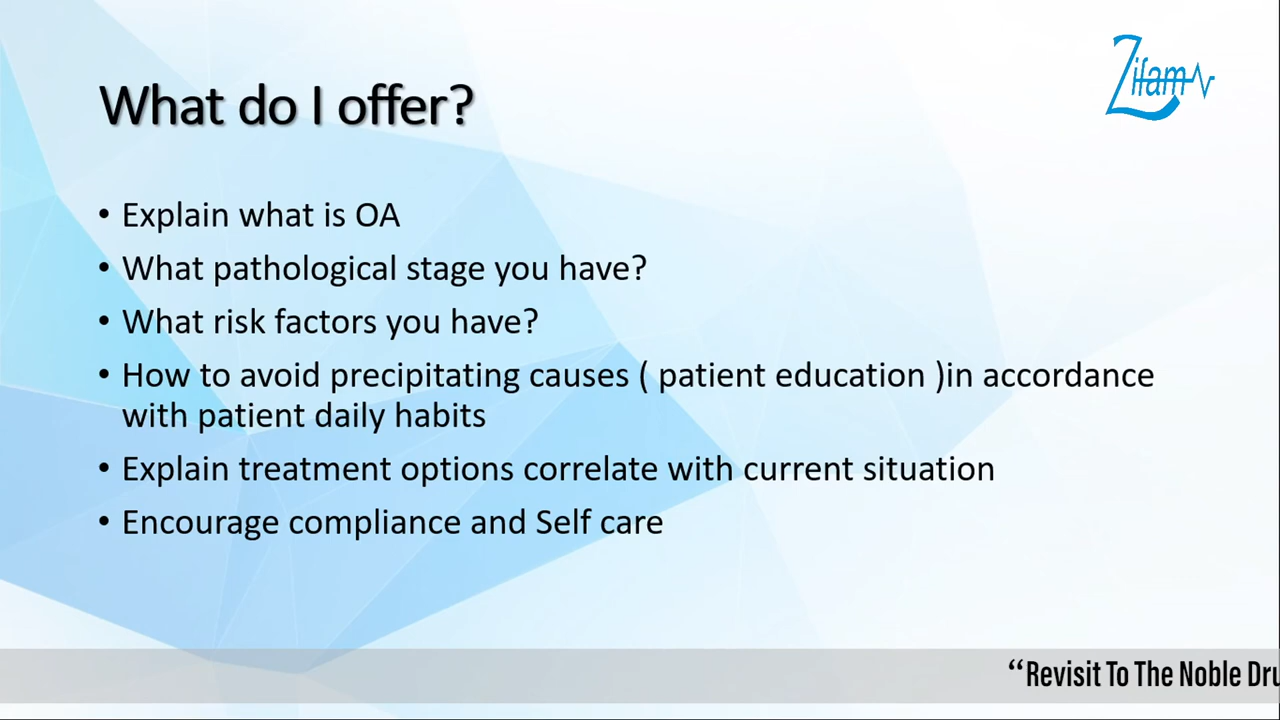 What do I offer?
Zifam
• Explain what is OA
• What pathological stage you have?
• What risk factors you have?
• How to avoid precipitating causes ( patient education )in accordance
with patient daily habits
• Explain treatment options correlate with current situation
• Encourage compliance and Self care
“Revisit To The Noble